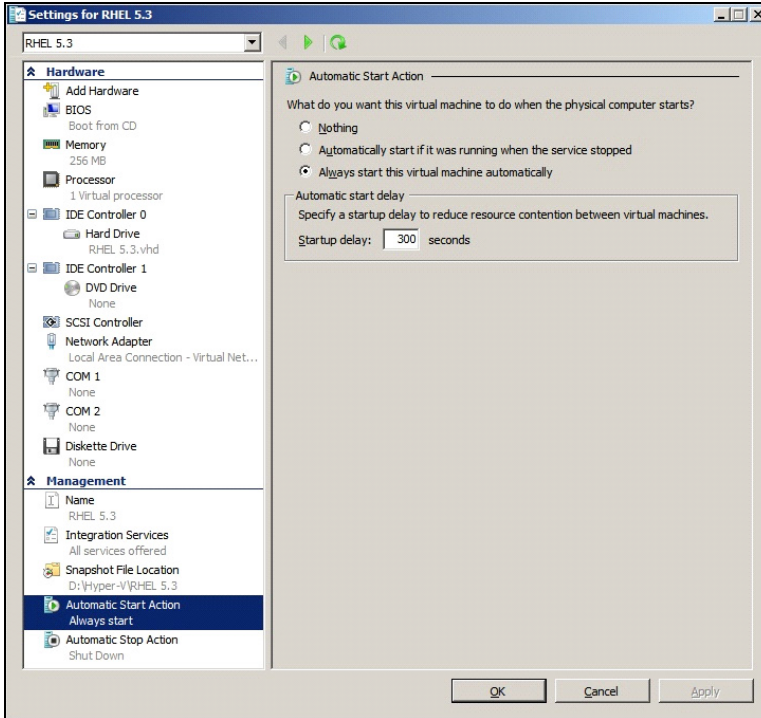 Settings for RHEL 5.3
RHEL 5.3
Hardware
Add Hardware
BIOS
Boot from CD
Memory
256 MB
Processor
1 Virtual processor
IDE Controller 0
Hard Drive
RHEL 5.3.vhd
IDE Controller 1
DVD Drive
None
SCSI Controller
Network Adapter
Local Area Connection - Virtual Net...
COM 1
None
COM 2
None
Diskette Drive
None
Management
Name
RHEL 5.3
Integration Services
All services offered
Snapshot File Location
D:\Hyper-V\RHEL 5.3
Automatic Start Action
Always start
Automatic Stop Action
Shut Down
Automatic Start Action
What do you want this virtual machine to do when the physical computer starts?
Nothing
Automatically start if it was running when the service stopped
Always start this virtual machine automatically
Automatic start delay
Specify a startup delay to reduce resource contention between virtual machines.
Startup delay: 300 seconds
OK Cancel Apply